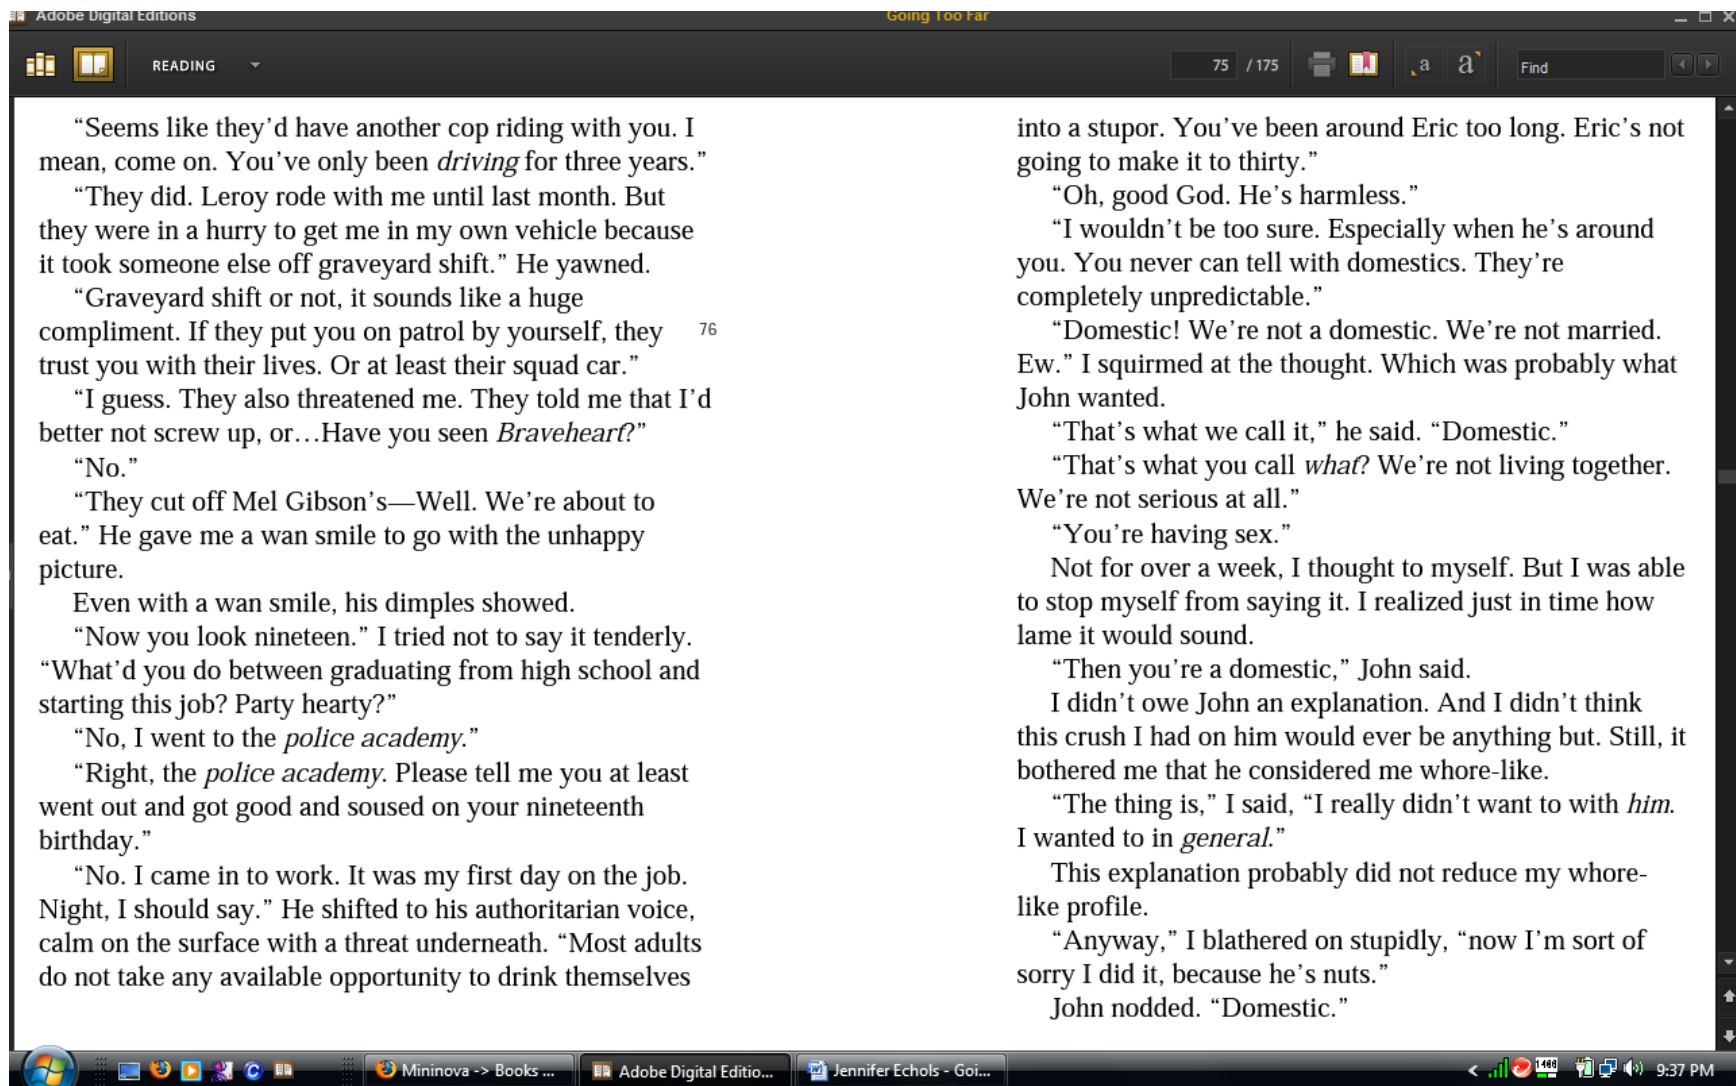 Adobe Digital Editions
Going Too Far
READING
75 / 175
a
a
Find
“Seems like they’d have another cop riding with you. I
mean, come on. You’ve only been driving for three years.”
“They did. Leroy rode with me until last month. But
they were in a hurry to get me in my own vehicle because
it took someone else off graveyard shift.” He yawned.
“Graveyard shift or not, it sounds like a huge
compliment. If they put you on patrol by yourself, they
76
trust you with their lives. Or at least their squad car.”
“I guess. They also threatened me. They told me that I’d
better not screw up, or…Have you seen Braveheart?”
“No.”
“They cut off Mel Gibson’s—Well. We’re about to
eat.” He gave me a wan smile to go with the unhappy
picture.
Even with a wan smile, his dimples showed.
“Now you look nineteen.” I tried not to say it tenderly.
“What’d you do between graduating from high school and
starting this job? Party hearty?”
“No, I went to the police academy.”
“Right, the police academy. Please tell me you at least
went out and got good and soused on your nineteenth
birthday.”
“No. I came in to work. It was my first day on the job.
Night, I should say.” He shifted to his authoritarian voice,
calm on the surface with a threat underneath. “Most adults
do not take any available opportunity to drink themselves
into a stupor. You’ve been around Eric too long. Eric’s not
going to make it to thirty.”
“Oh, good God. He’s harmless.”
“I wouldn’t be too sure. Especially when he’s around
you. You never can tell with domestics. They’re
completely unpredictable.”
“Domestic! We’re not a domestic. We’re not married.
Ew.” I squirmed at the thought. Which was probably what
John wanted.
“That’s what we call it,” he said. “Domestic.”
“That’s what you call what? We’re not living together.
We’re not serious at all.”
“You’re having sex.”
Not for over a week, I thought to myself. But I was able
to stop myself from saying it. I realized just in time how
lame it would sound.
“Then you’re a domestic,” John said.
I didn’t owe John an explanation. And I didn’t think
this crush I had on him would ever be anything but. Still, it
bothered me that he considered me whore-like.
“The thing is,” I said, “I really didn’t want to with him.
I wanted to in general.”
This explanation probably did not reduce my whore-
like profile.
“Anyway,” I blathered on stupidly, “now I’m sort of
sorry I did it, because he’s nuts.”
John nodded. “Domestic.”
Mininova -> Books ...
Adobe Digital Editio...
Jennifer Echols - Goi...
9:37 PM